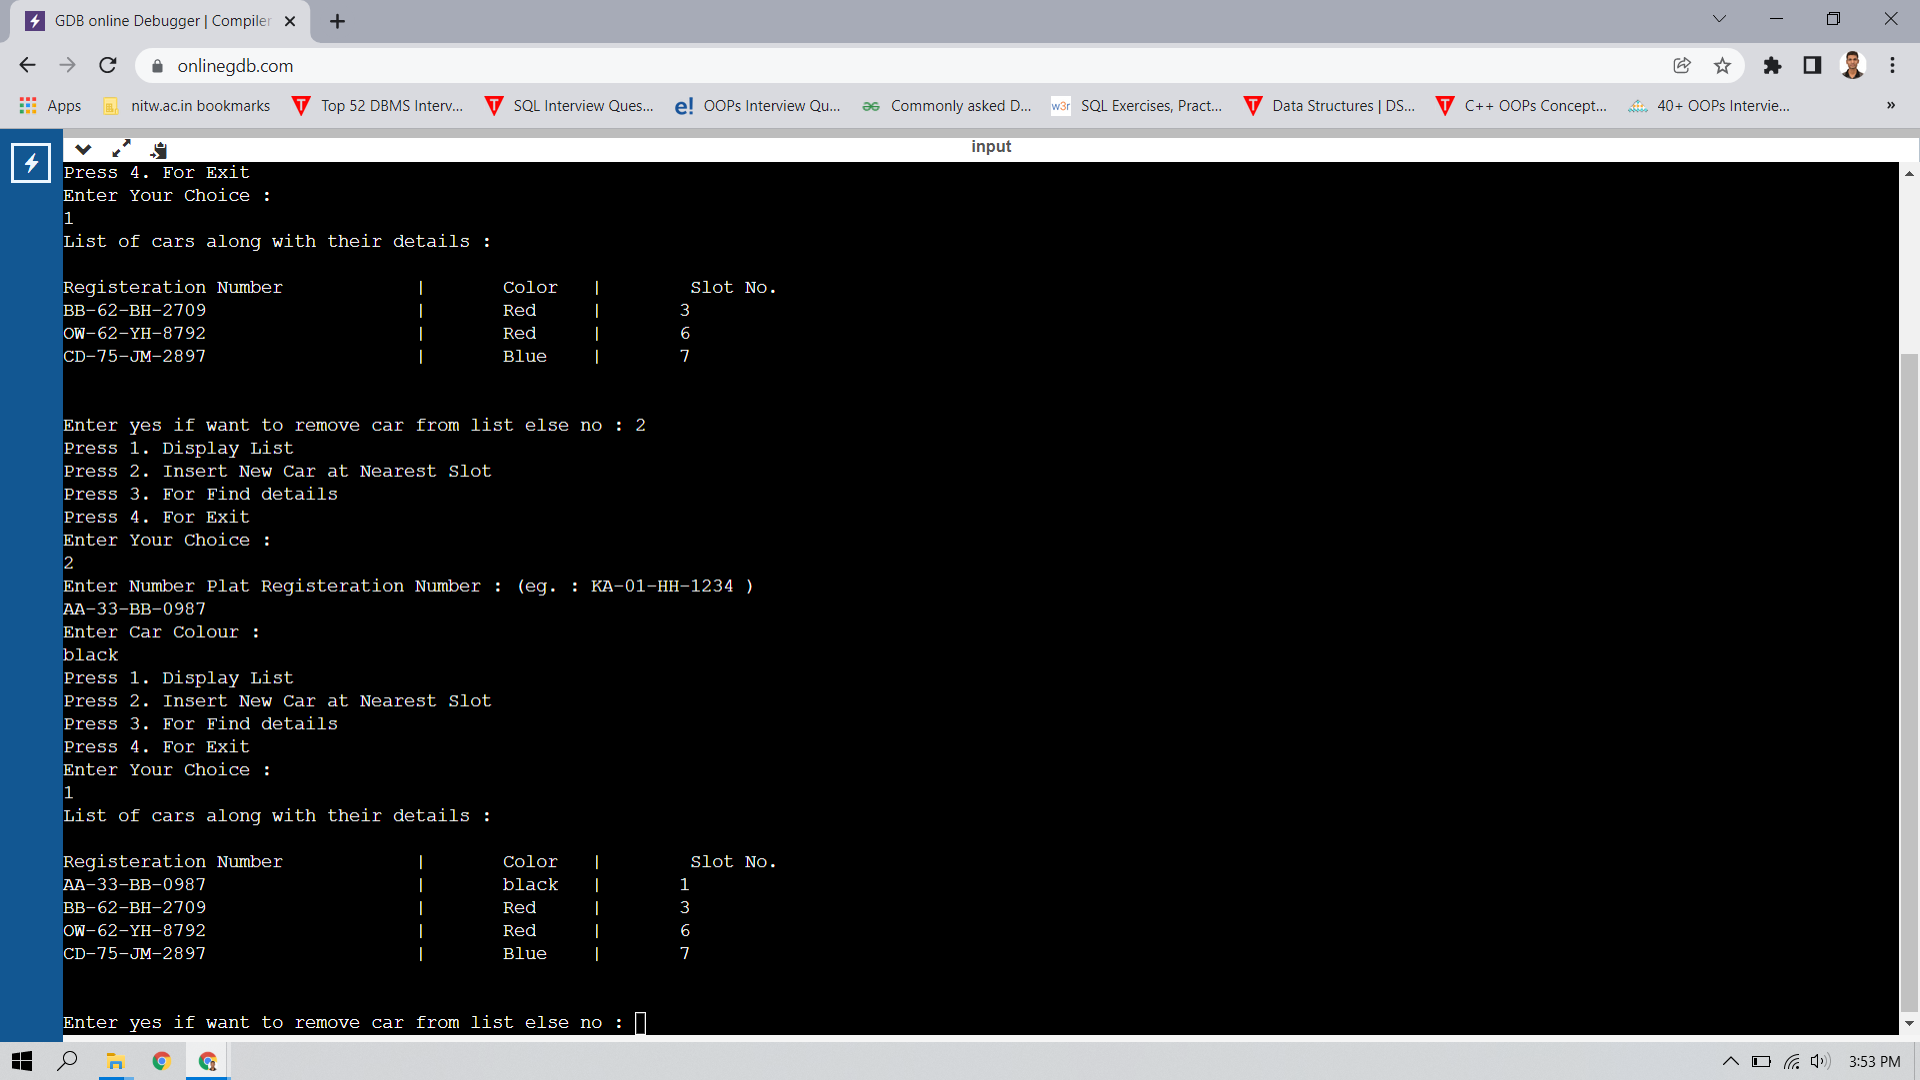 GDB online Debugger | Compiler
onlinegdb.com
Apps nitw.ac.in bookmarks Top 52 DBMS Interv... SQL Interview Ques... e! OOPs Interview Qu... Commonly asked D... w3r SQL Exercises, Pract... Data Structures | DS... C++ OOPs Concept... 40+ OOPs Intervie... »
input
Press 4. For Exit
Enter Your Choice :
1
List of cars along with their details :
Registeration Number | Color | Slot No.
BB-62-BH-2709 | Red | 3
OW-62-YH-8792 | Red | 6
CD-75-JM-2897 | Blue | 7
Enter yes if want to remove car from list else no : 2
Press 1. Display List
Press 2. Insert New Car at Nearest Slot
Press 3. For Find details
Press 4. For Exit
Enter Your Choice :
2
Enter Number Plat Registeration Number : (eg. : KA-01-HH-1234 )
AA-33-BB-0987
Enter Car Colour :
black
Press 1. Display List
Press 2. Insert New Car at Nearest Slot
Press 3. For Find details
Press 4. For Exit
Enter Your Choice :
1
List of cars along with their details :
Registeration Number | Color | Slot No.
AA-33-BB-0987 | black | 1
BB-62-BH-2709 | Red | 3
OW-62-YH-8792 | Red | 6
CD-75-JM-2897 | Blue | 7
Enter yes if want to remove car from list else no :
3:53 PM